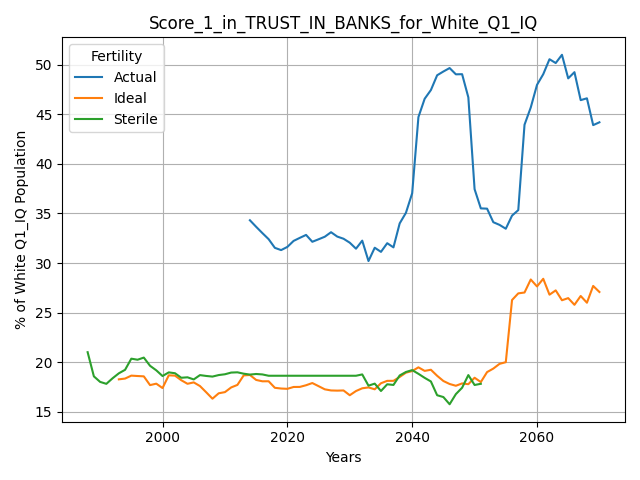 Score_1_in_TRUST_IN_BANKS_for_White_Q1_IQ
Fertility
Actual
Ideal
Sterile
% of White Q1_IQ Population
50
45
40
35
30
25
20
15
2000
2020
2040
2060
Years